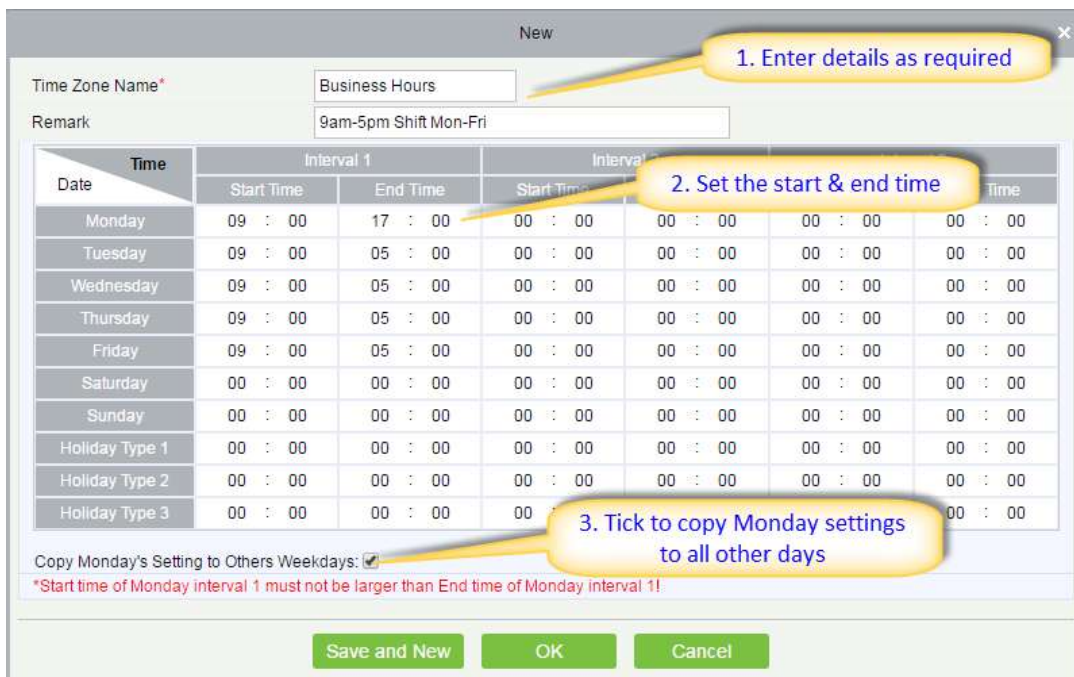 New
×
1. Enter details as required
Time Zone Name* Business Hours
Remark 9am-5pm Shift Mon-Fri
Time Interval 1 Interval
Date Start Time End Time Start Time Time
2. Set the start & end time
Monday 09 : 00 17 : 00 00 : 00 00 : 00 00 : 00 00 : 00
Tuesday 09 : 00 05 : 00 00 : 00 00 : 00 00 : 00 00 : 00
Wednesday 09 : 00 05 : 00 00 : 00 00 : 00 00 : 00 00 : 00
Thursday 09 : 00 05 : 00 00 : 00 00 : 00 00 : 00 00 : 00
Friday 09 : 00 05 : 00 00 : 00 00 : 00 00 : 00 00 : 00
Saturday 00 : 00 00 : 00 00 : 00 00 : 00 00 : 00 00 : 00
Sunday 00 : 00 00 : 00 00 : 00 00 : 00 00 : 00 00 : 00
Holiday Type 1 00 : 00 00 : 00 00 : 00 00 : 00 00 : 00 00 : 00
Holiday Type 2 00 : 00 00 : 00 00 : 00 00 : 00 00 : 00 00 : 00
Holiday Type 3 00 : 00 00 : 00 00 00 : 00
3. Tick to copy Monday settings
to all other days
Copy Monday's Setting to Others Weekdays:
*Start time of Monday interval 1 must not be larger than End time of Monday interval 1!
Save and New OK Cancel